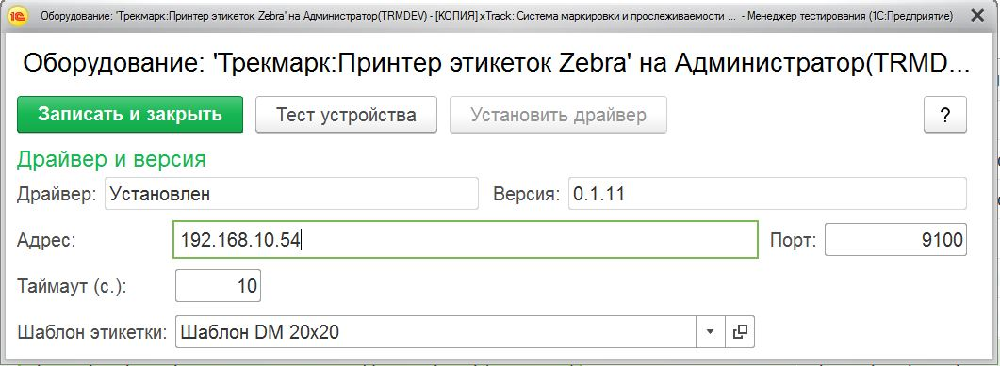 Оборудование: 'Трекмарк:Принтер этикеток Zebra' на Администратор(TRMDEV) - [КОПИЯ] xTrack: Система маркировки и прослеживаемости ... - Менеджер тестирования (1С:Предприятие)
Оборудование: 'Трекмарк:Принтер этикеток Zebra' на Администратор(TRMD...
Записать и закрыть Тест устройства Установить драйвер ?
Драйвер и версия
Драйвер: Установлен Версия: 0.1.11
Адрес: 192.168.10.54 Порт: 9100
Таймаут (с.): 10
Шаблон этикетки: Шаблон DM 20x20